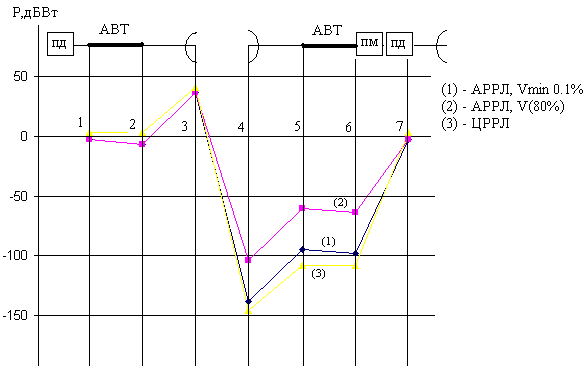 P,дБВт
АВТ
АВТ
пд
пм
пд
50
(1) - АРРЛ, Vmin 0.1%
(2) - АРРЛ, V(80%)
(3) - ЦРРЛ
1
2
3
4
5
6
7
0
-50
(2)
(1)
-100
(3)
-150